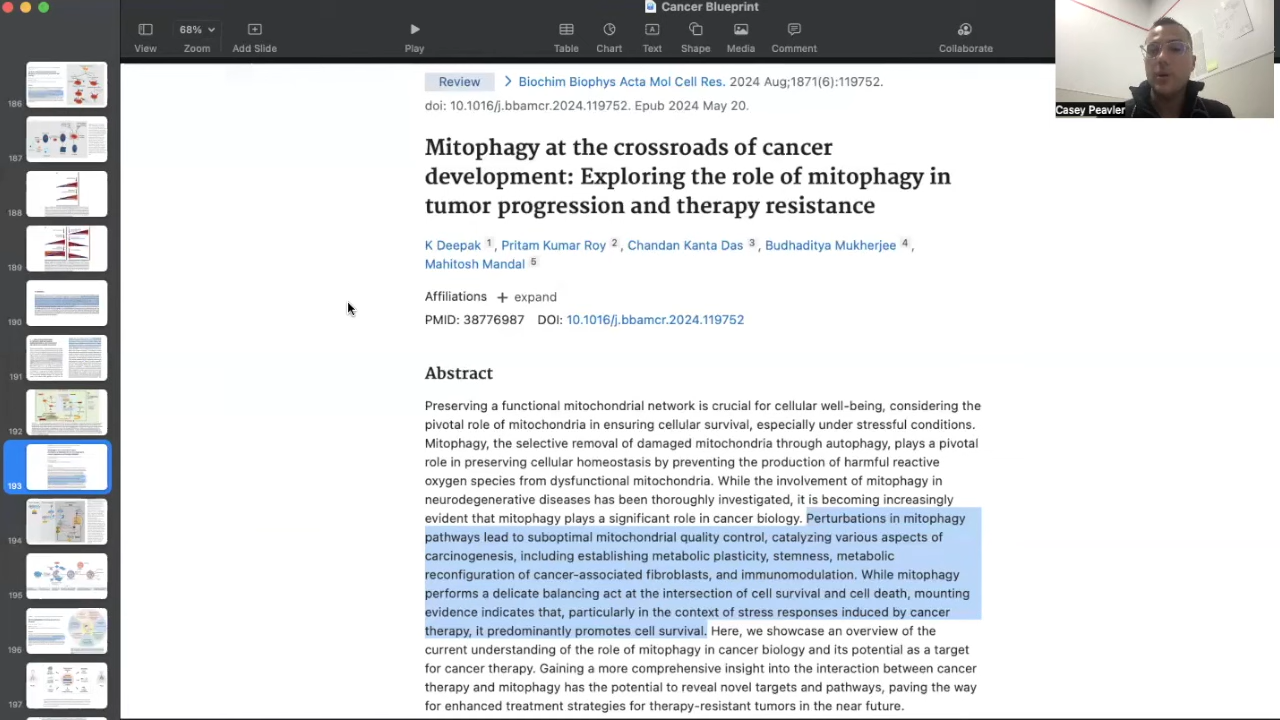 Cancer Blueprint
View
68%
Zoom
Add Slide
Play
Table
Chart
Text
Shape
Media
Comment
Collaborate
Casey Peavler
186
187
188
189
190
191
192
193
194
195
196
197
Review
Biochim Biophys Acta Mol Cell Res. 2024 Aug;1871(6):119752.
doi: 10.1016/j.bbamcr.2024.119752. Epub 2024 May 20.
Mitophagy at the crossroads of cancer
development: Exploring the role of mitophagy in
tumor progression and therapy resistance
K Deepak 1, Pritam Kumar Roy 2, Chandan Kanta Das 3, Budhaditya Mukherjee 4,
Mahitosh Mandal 5
Affiliations + expand
PMID: 38776987 DOI: 10.1016/j.bbamcr.2024.119752
Abstract
Preserving a functional mitochondrial network is crucial for cellular well-being, considering the
pivotal role of mitochondria in ensuring cellular survival, especially under stressful conditions.
Mitophagy, the selective removal of damaged mitochondria through autophagy, plays a pivotal
role in preserving cellular homeostasis by preventing the production of harmful reactive
oxygen species from dysfunctional mitochondria. While the involvement of mitophagy in
neurodegenerative diseases has been thoroughly investigated, it is becoming increasingly
evident that mitophagy plays a significant role in cancer biology. Perturbations in mitophagy
pathways lead to suboptimal mitochondrial quality control, catalyzing various aspects of
carcinogenesis, including establishing metabolic plasticity, stemness, metabolic
reconfiguration of cancer-associated fibroblasts, and immunomodulation. While mitophagy
performs a delicate balancing act at the intersection of cell survival and cell death, mounting
evidence indicates that, particularly in the context of stress responses induced by cancer
therapy, it predominantly promotes cell survival. Here, we showcase an overview of the
current understanding of the role of mitophagy in cancer biology and its potential as a target
for cancer therapy. Gaining a more comprehensive insight into the interaction between cancer
therapy and mitophagy has the potential to reveal novel targets and pathways, paving the way
for enhanced treatment strategies for therapy-resistant tumors in the near future.